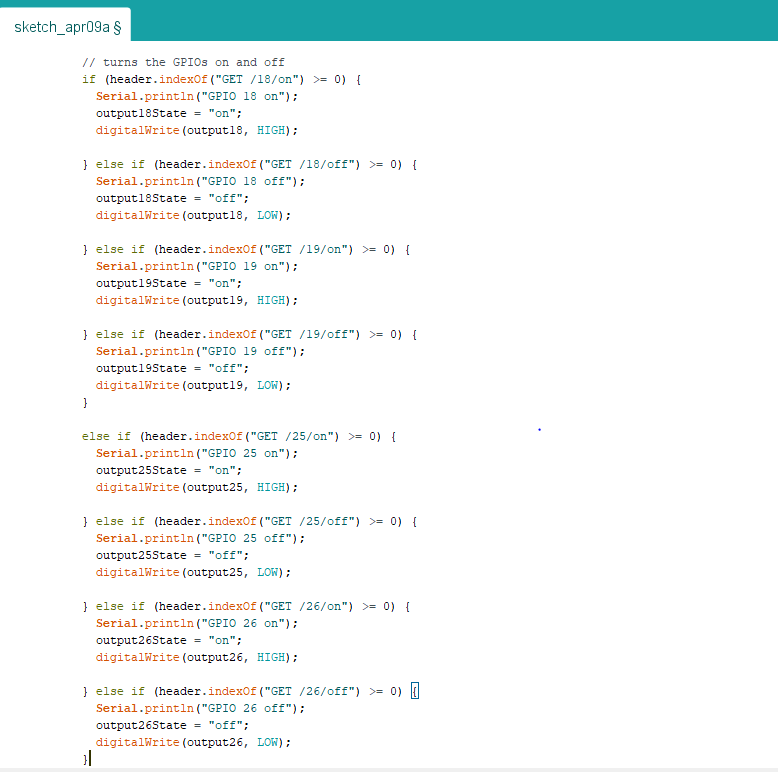 sketch_apr09a §
// turns the GPIOs on and off
if (header.indexOf("GET /18/on") >= 0) {
Serial.println("GPIO 18 on");
output18State = "on";
digitalWrite(output18, HIGH);
} else if (header.indexOf("GET /18/off") >= 0) {
Serial.println("GPIO 18 off");
output18State = "off";
digitalWrite(output18, LOW);
} else if (header.indexOf("GET /19/on") >= 0) {
Serial.println("GPIO 19 on");
output19State = "on";
digitalWrite(output19, HIGH);
} else if (header.indexOf("GET /19/off") >= 0) {
Serial.println("GPIO 19 off");
output19State = "off";
digitalWrite(output19, LOW);
}
else if (header.indexOf("GET /25/on") >= 0) {
Serial.println("GPIO 25 on");
output25State = "on";
digitalWrite(output25, HIGH);
} else if (header.indexOf("GET /25/off") >= 0) {
Serial.println("GPIO 25 off");
output25State = "off";
digitalWrite(output25, LOW);
} else if (header.indexOf("GET /26/on") >= 0) {
Serial.println("GPIO 26 on");
output26State = "on";
digitalWrite(output26, HIGH);
} else if (header.indexOf("GET /26/off") >= 0) {
Serial.println("GPIO 26 off");
output26State = "off";
digitalWrite(output26, LOW);
}